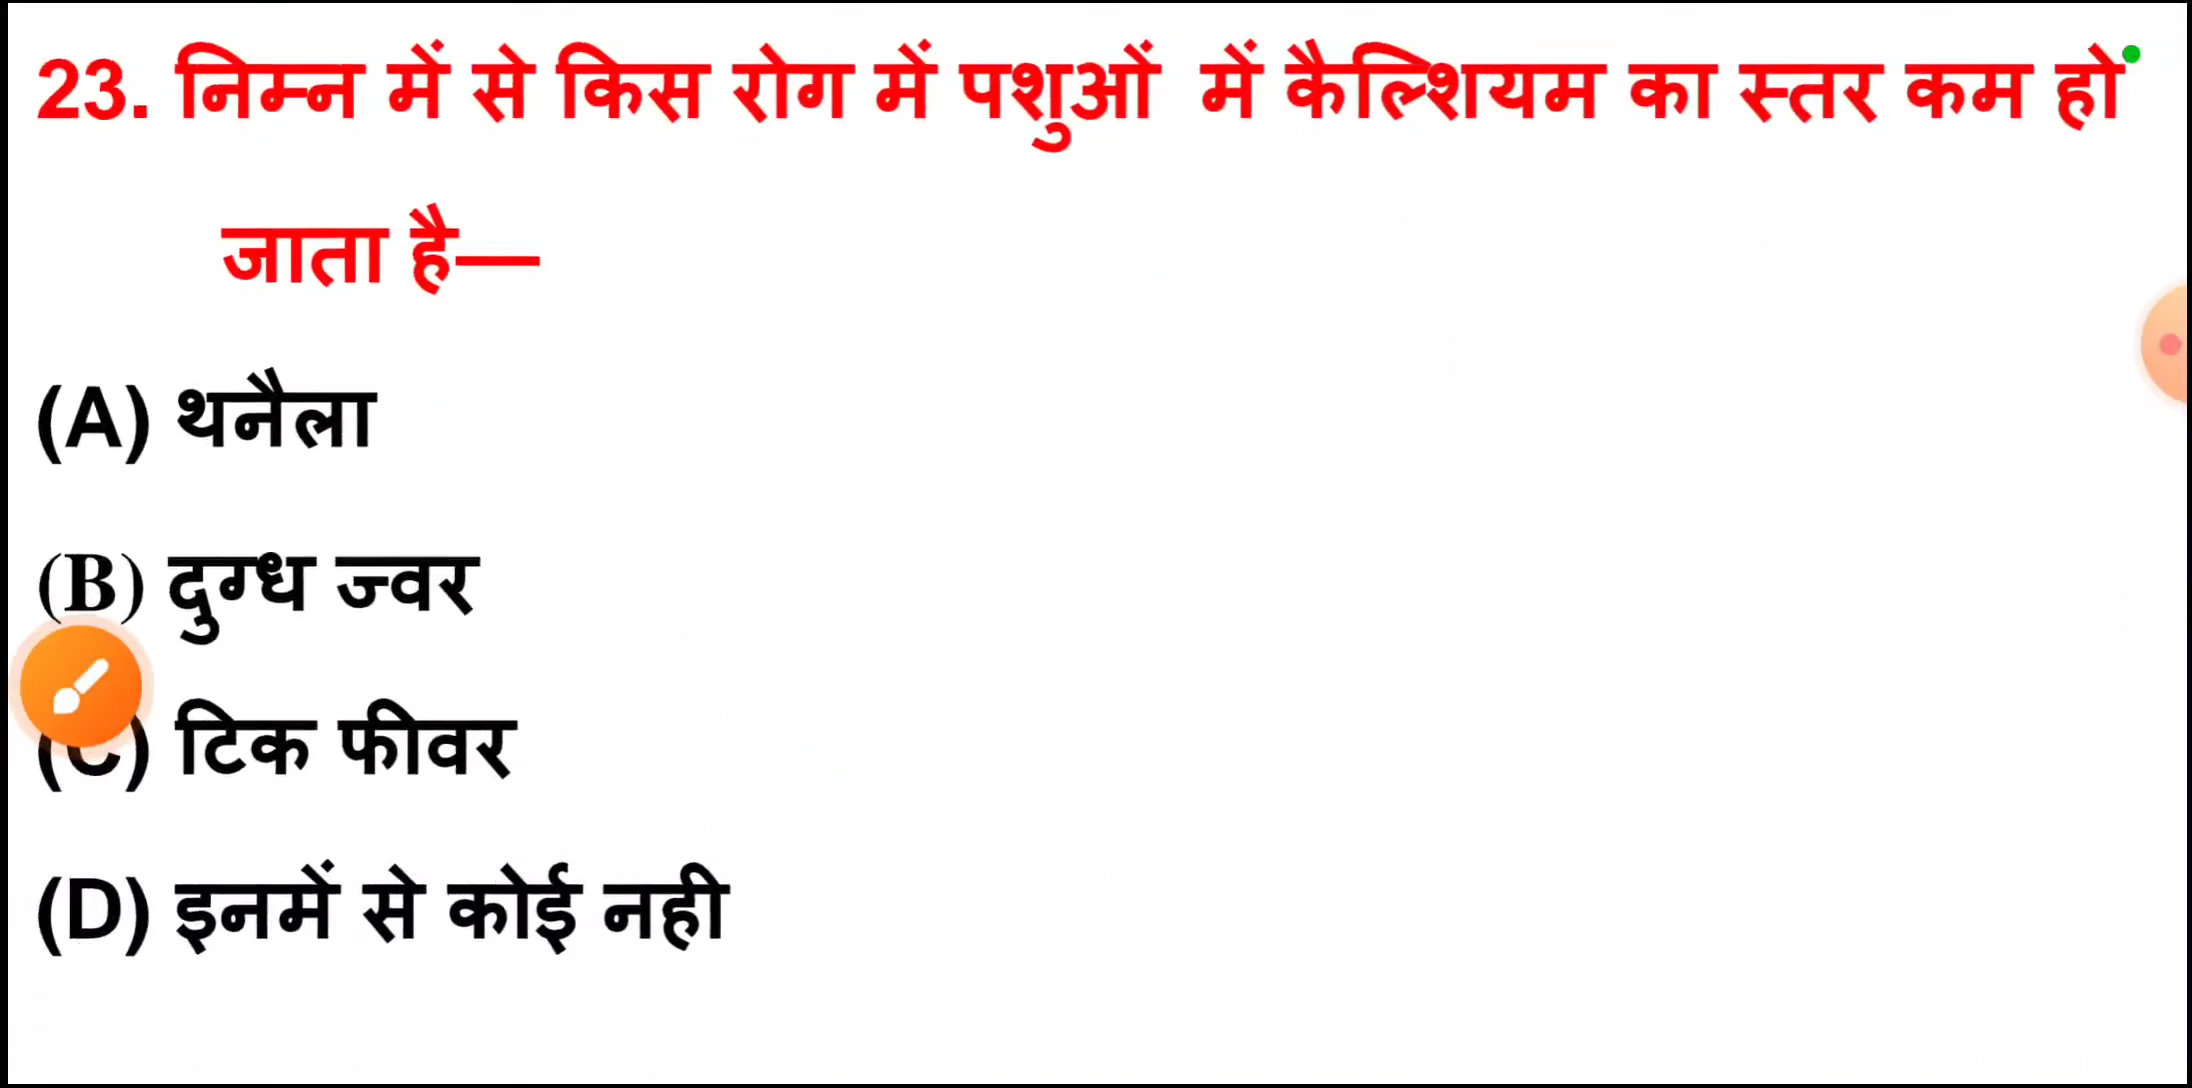 23. निम्न में से किस रोग में पशुओं में कैल्शियम का स्तर कम हो
जाता है—
(A) थनैला
(B) दुग्ध ज्वर
(C) टिक फीवर
(D) इनमें से कोई नही